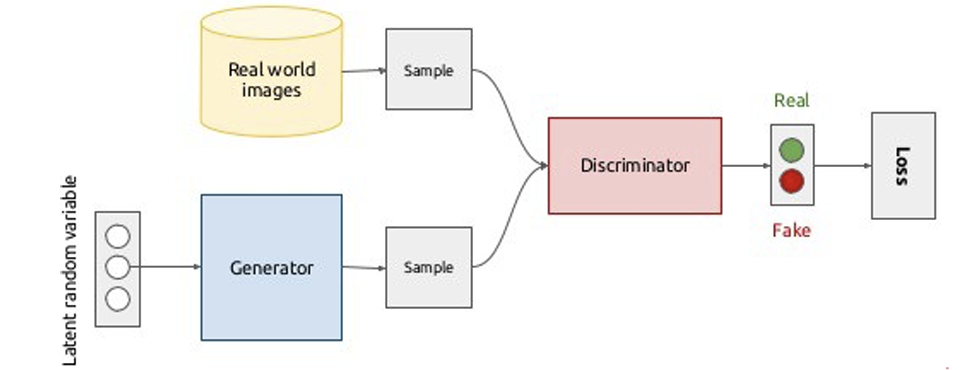 Real world
images
Sample
Real
Discriminator
Loss
Fake
Latent random variable
Generator
Sample